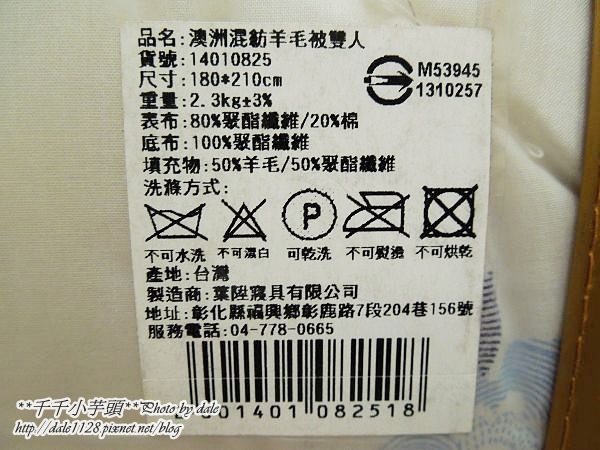 品名:澳洲混紡羊毛被雙人
貨號:14010825
尺寸:180*210cm
重量:2.3kg±3%
M53945
1310257
表布:80%聚酯纖維/20%棉
底布:100%聚酯纖維
填充物:50%羊毛/50%聚酯纖維
洗滌方式:
P
不可水洗 不可漂白 可乾洗 不可熨燙 不可烘乾
產地:台灣
製造商:葉陞寢具有限公司
地址:彰化縣福興鄉彰鹿路7段204巷156號
服務電話:04-778-0665
001401 082518
**千千小芋頭** Photo by dale
http://dale1128.pixnet.net/blog